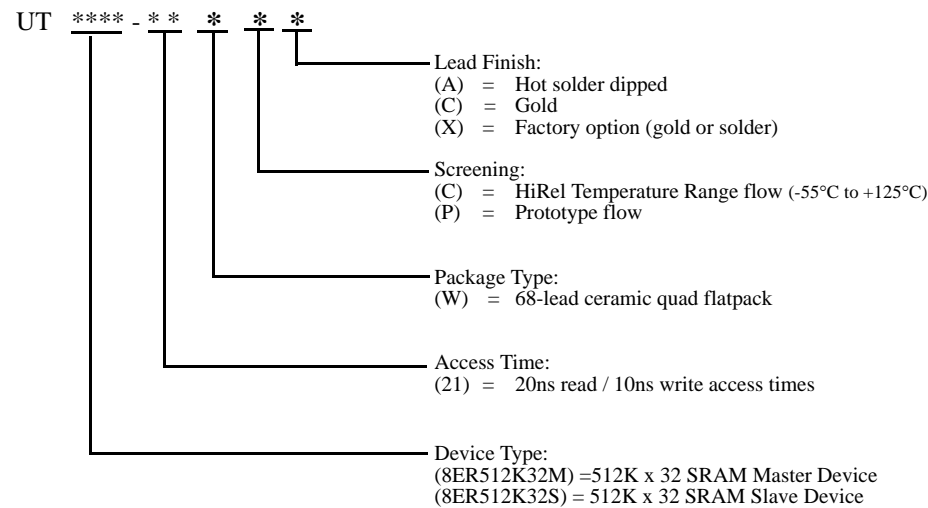 UT **** - * * * * *
Lead Finish:
(A) = Hot solder dipped
(C) = Gold
(X) = Factory option (gold or solder)
Screening:
(C) = HiRel Temperature Range flow (-55°C to +125°C)
(P) = Prototype flow
Package Type:
(W) = 68-lead ceramic quad flatpack
Access Time:
(21) = 20ns read / 10ns write access times
Device Type:
(8ER512K32M) =512K x 32 SRAM Master Device
(8ER512K32S) = 512K x 32 SRAM Slave Device